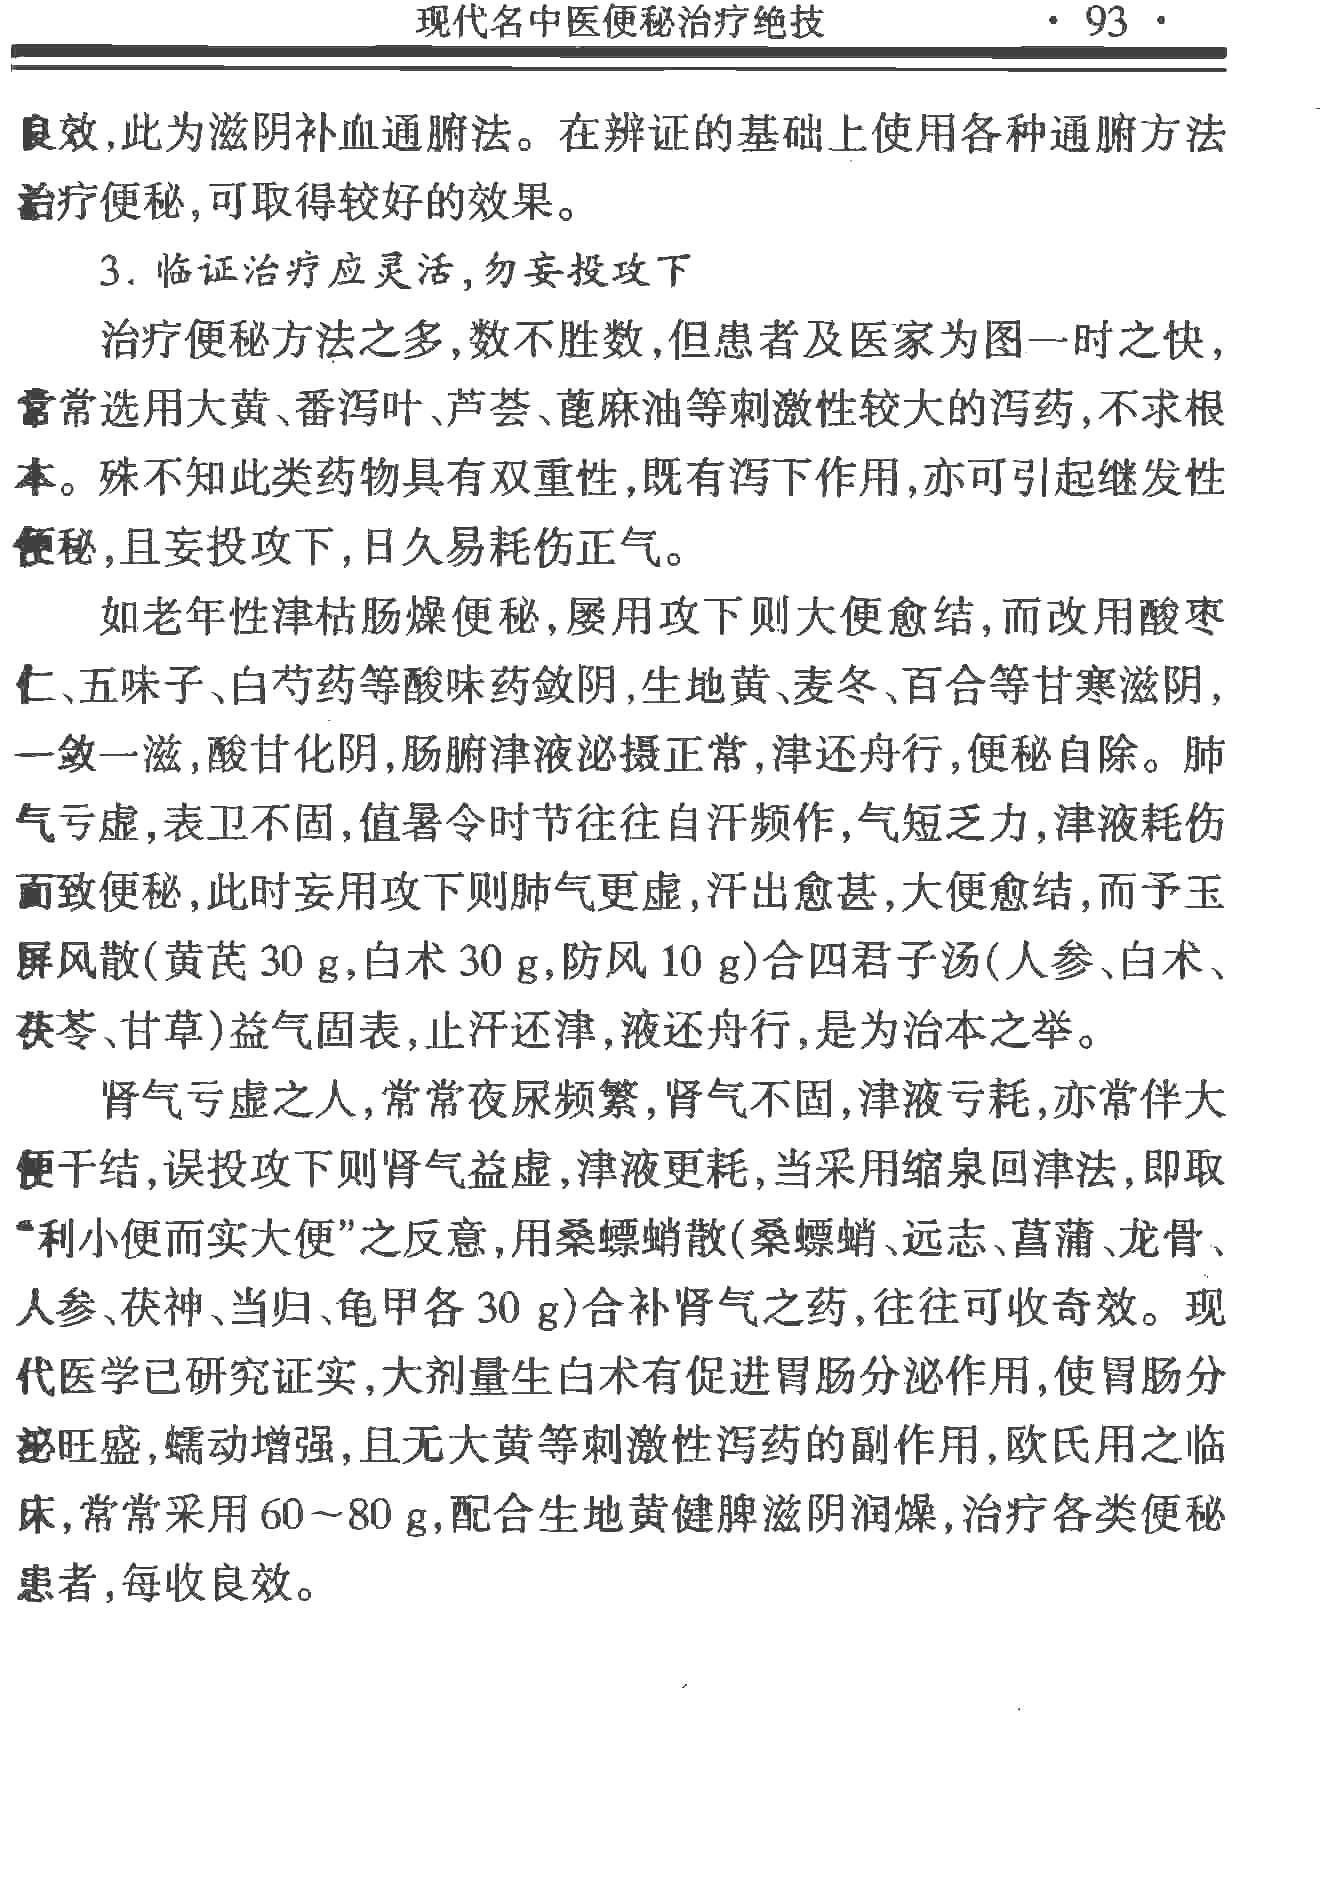 现代名中医便秘治疗绝技 · 93 ·
良效,此为滋阴补血通腑法。在辨证的基础上使用各种通腑方法
治疗便秘,可取得较好的效果。
3. 临证治疗应灵活,勿妄投攻下
治疗便秘方法之多,数不胜数,但患者及医家为图一时之快,
常常选用大黄、番泻叶、芦荟、蓖麻油等刺激性较大的泻药,不求根
本。殊不知此类药物具有双重性,既有泻下作用,亦可引起继发性
便秘,且妄投攻下,日久易耗伤正气。
如老年性津枯肠燥便秘,屡用攻下则大便愈结,而改用酸枣
仁、五味子、白芍药等酸味药敛阴,生地黄、麦冬、百合等甘寒滋阴,
一敛一滋,酸甘化阴,肠腑津液泌摄正常,津还舟行,便秘自除。肺
气亏虚,表卫不固,值暑令时节往往自汗频作,气短乏力,津液耗伤
而致便秘,此时妄用攻下则肺气更虚,汗出愈甚,大便愈结,而予玉
屏风散(黄芪 30 g,白术 30 g,防风 10 g)合四君子汤(人参、白术、
茯苓、甘草)益气固表,止汗还津,液还舟行,是为治本之举。
肾气亏虚之人,常常夜尿频繁,肾气不固,津液亏耗,亦常伴大
便干结,误投攻下则肾气益虚,津液更耗,当采用缩泉回津法,即取
“利小便而实大便”之反意,用桑螵蛸散(桑螵蛸、远志、菖蒲、龙骨、
人参、茯神、当归、龟甲各 30 g)合补肾气之药,往往可收奇效。现
代医学已研究证实,大剂量生白术有促进胃肠分泌作用,使胃肠分
泌旺盛,蠕动增强,且无大黄等刺激性泻药的副作用,欧氏用之临
床,常常采用 60～80 g,配合生地黄健脾滋阴润燥,治疗各类便秘
患者,每收良效。